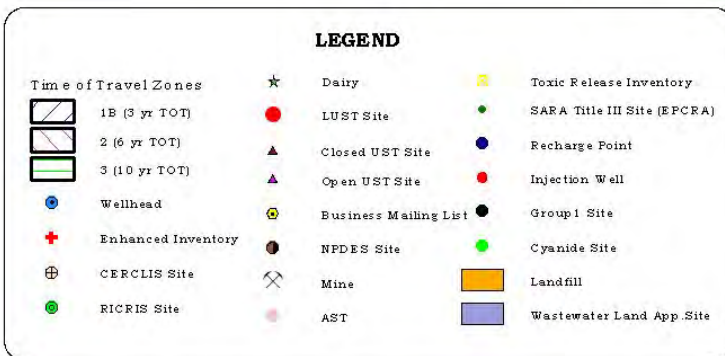 LEGEND
Time of Travel Zones
1B (3 yr TOT)
2 (6 yr TOT)
3 (10 yr TOT)
Wellhead
Enhanced Inventory
CERCLIS Site
RICRIS Site
Dairy
LUST Site
Closed UST Site
Open UST Site
Business Mailing List
NPDES Site
Mine
AST
Toxic Release Inventory
SARA Title III Site (EPCRA)
Recharge Point
Injection Well
Group1 Site
Cyanide Site
Landfill
Wastewater Land App.Site